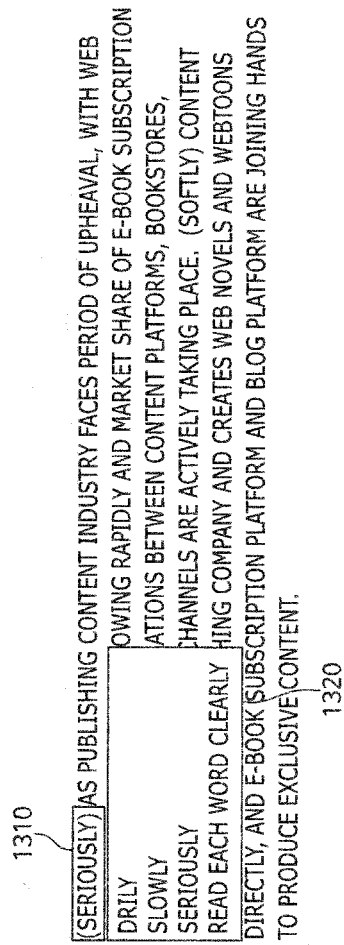 1310
(SERIOUSLY) AS PUBLISHING CONTENT INDUSTRY FACES PERIOD OF UPHEAVAL, WITH WEB
DRILY OWING RAPIDLY AND MARKET SHARE OF E-BOOK SUBSCRIPTION
SLOWLY ATIONS BETWEEN CONTENT PLATFORMS, BOOKSTORES,
SERIOUSLY CHANNELS ARE ACTIVELY TAKING PLACE. (SOFTLY) CONTENT
READ EACH WORD CLEARLY HING COMPANY AND CREATES WEB NOVELS AND WEBTOONS
DIRECTLY, AND E-BOOK SUBSCRIPTION PLATFORM AND BLOG PLATFORM ARE JOINING HANDS
TO PRODUCE EXCLUSIVE CONTENT.
1320